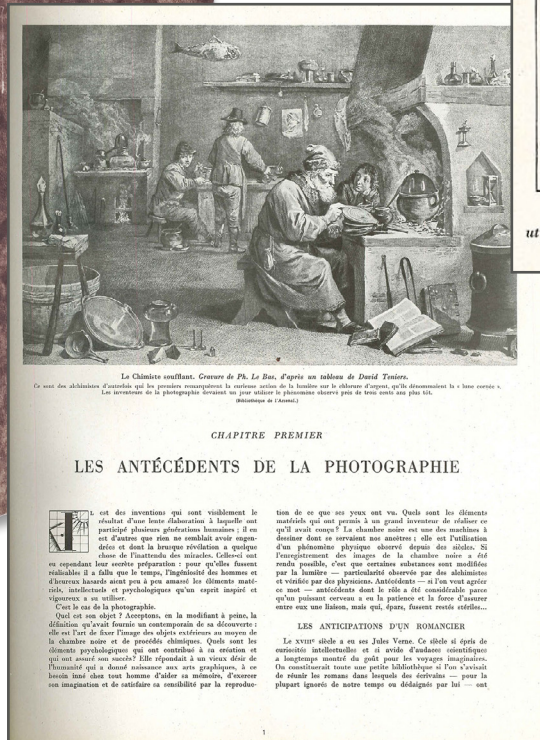 Le Chimiste soufflant. Gravure de Ph. Le Bas, d'après un tableau de David Teniers.
Ce sont des alchimistes d'autrefois qui les premiers remarquèrent la curieuse action de la lumière sur le chlorure d'argent, qu'ils dénommaient la « lune cornée ».
Les inventeurs de la photographie devaient un jour utiliser le phénomène observé près de trois cents ans plus tôt.
(Bibliothèque de l'Arsenal.)
ut
CHAPITRE PREMIER
LES ANTÉCÉDENTS DE LA PHOTOGRAPHIE
IL est des inventions qui sont visiblement le
résultat d'une lente élaboration à laquelle ont
participé plusieurs générations humaines ; il en
est d'autres que rien ne semblait avoir engen-
drées et dont la brusque révélation a quelque
chose de l'inattendu des miracles. Celles-ci ont
eu cependant leur secrète préparation : pour qu'elles fussent
réalisables il a fallu que le temps, l'ingéniosité des hommes et
d'heureux hasards aient peu à peu amassé les éléments maté-
riels, intellectuels et psychologiques qu'un esprit inspiré et
vigoureux a su utiliser.
C'est le cas de la photographie.
Quel est son objet ? Acceptons, en la modifiant à peine, la
définition qu'avait fournie un contemporain de sa découverte :
elle est l'art de fixer l'image des objets extérieurs au moyen de
la chambre noire et de procédés chimiques. Quels sont les
éléments psychologiques qui ont contribué à sa création et
qui ont assuré son succès? Elle répondait à un vieux désir de
l'humanité qui a donné naissance aux arts graphiques, à ce
besoin inné chez tout homme d'aider sa mémoire, d'exercer
son imagination et de satisfaire sa sensibilité par la reproduc-
tion de ce que ses yeux ont vu. Quels sont les éléments
matériels qui ont permis à un grand inventeur de réaliser ce
qu'il avait conçu ? La chambre noire est une des machines à
dessiner dont se servaient nos ancêtres ; elle est l'utilisation
d'un phénomène physique observé depuis des siècles. Si
l'enregistrement des images de la chambre noire a été
rendu possible, c'est que certaines substances sont modifiées
par la lumière — particularité observée par des alchimistes
et vérifiée par des physiciens. Antécédents — si l'on veut agréer
ce mot — antécédents dont le rôle a été considérable parce
qu'un puissant cerveau a eu la patience et la force d'assurer
entre eux une liaison, mais qui, épars, fussent restés stériles...
LES ANTICIPATIONS D'UN ROMANCIER
Le XVIIIe siècle a eu ses Jules Verne. Ce siècle si épris de
curiosités intellectuelles et si avide d'audaces scientifiques
a longtemps montré du goût pour les voyages imaginaires.
On constituerait toute une petite bibliothèque si l'on s'avisait
de réunir les romans dans lesquels des écrivains — pour la
plupart ignorés de notre temps ou dédaignés par lui — ont
1